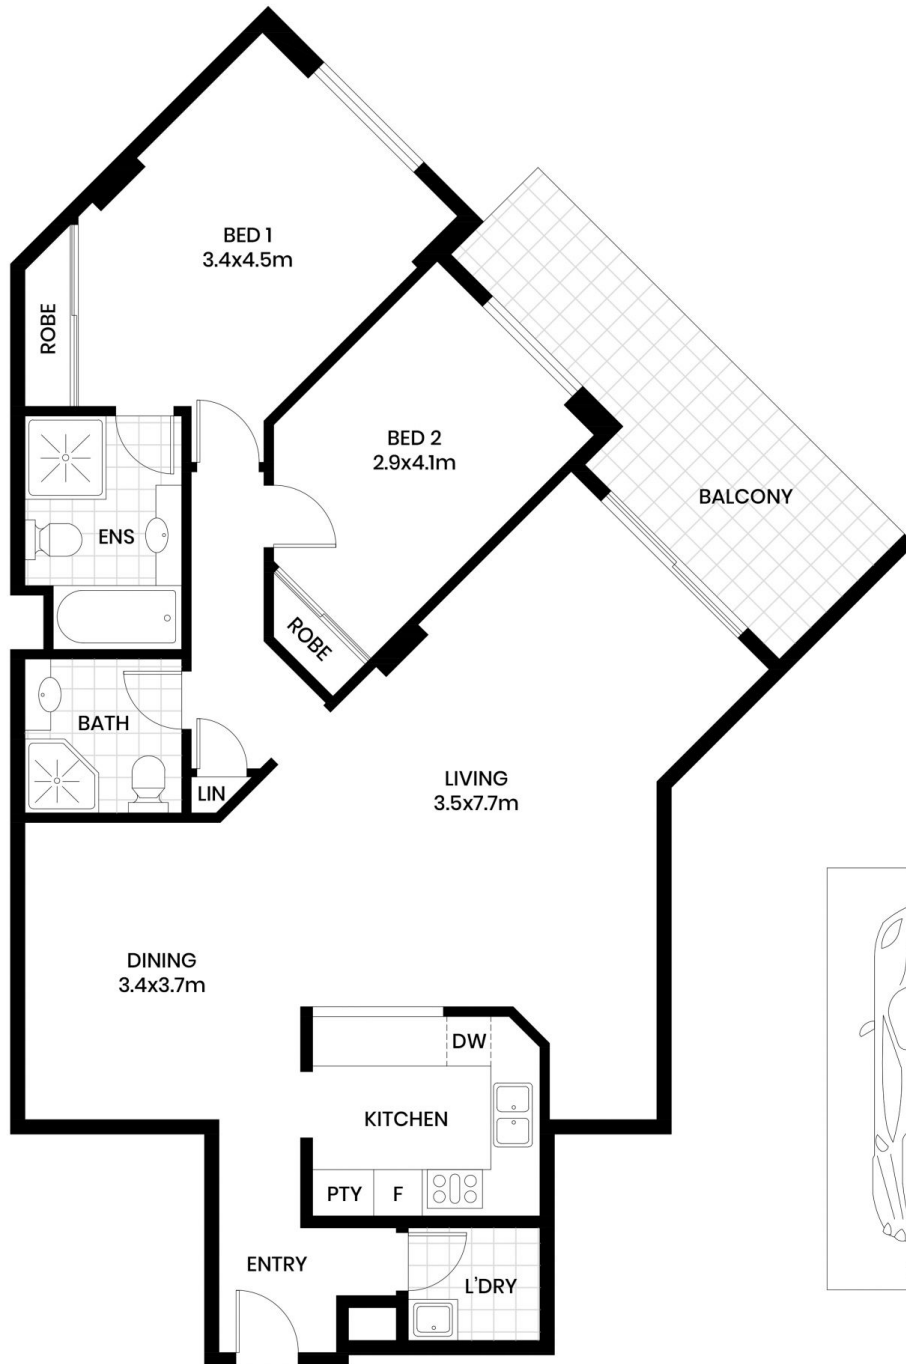 BED 1
3.4x4.5m
ROBE
BED 2
2.9x4.1m
BALCONY
ENS
ROBE
BATH
LIVING
3.5x7.7m
LIN
DINING
3.4x3.7m
DW
KITCHEN
PTY
F
ENTRY
L'DRY